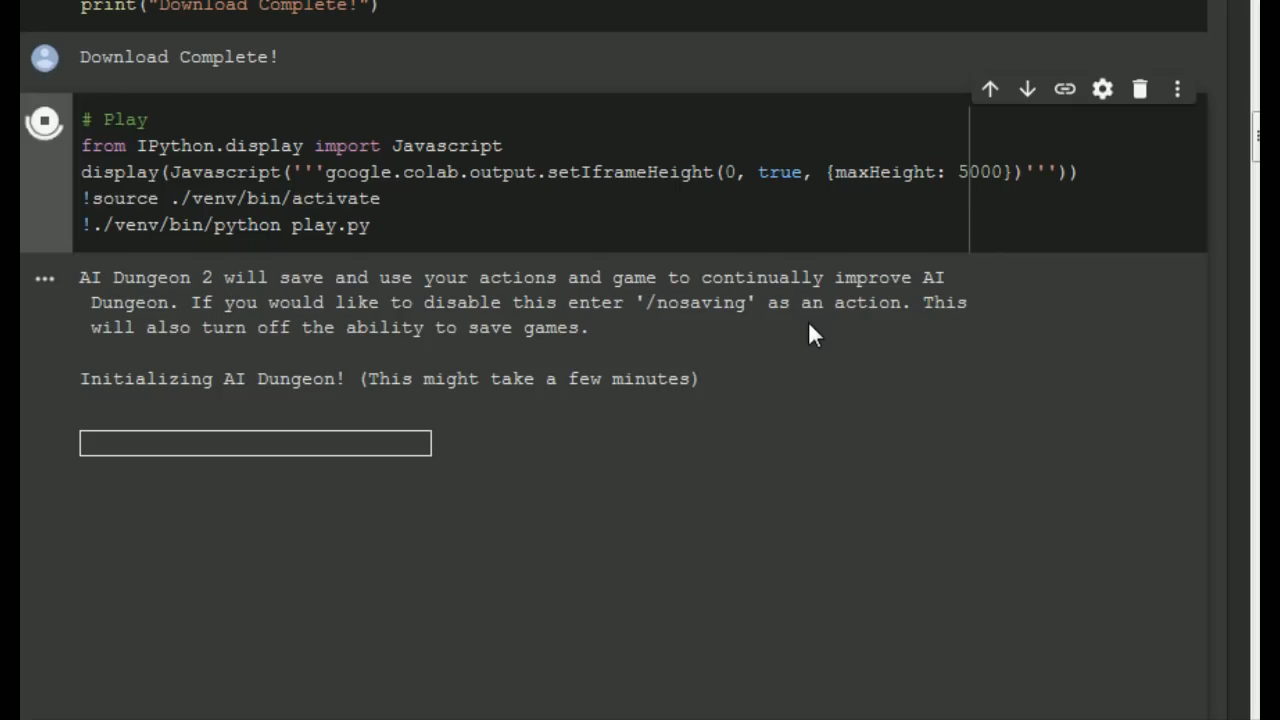 print("Download Complete!")
Download Complete!
# Play
from IPython.display import Javascript
display(Javascript('''google.colab.output.setIframeHeight(0, true, {maxHeight: 5000})'''))
!source ./venv/bin/activate
!./venv/bin/python play.py
AI Dungeon 2 will save and use your actions and game to continually improve AI
Dungeon. If you would like to disable this enter '/nosaving' as an action. This
will also turn off the ability to save games.
Initializing AI Dungeon! (This might take a few minutes)